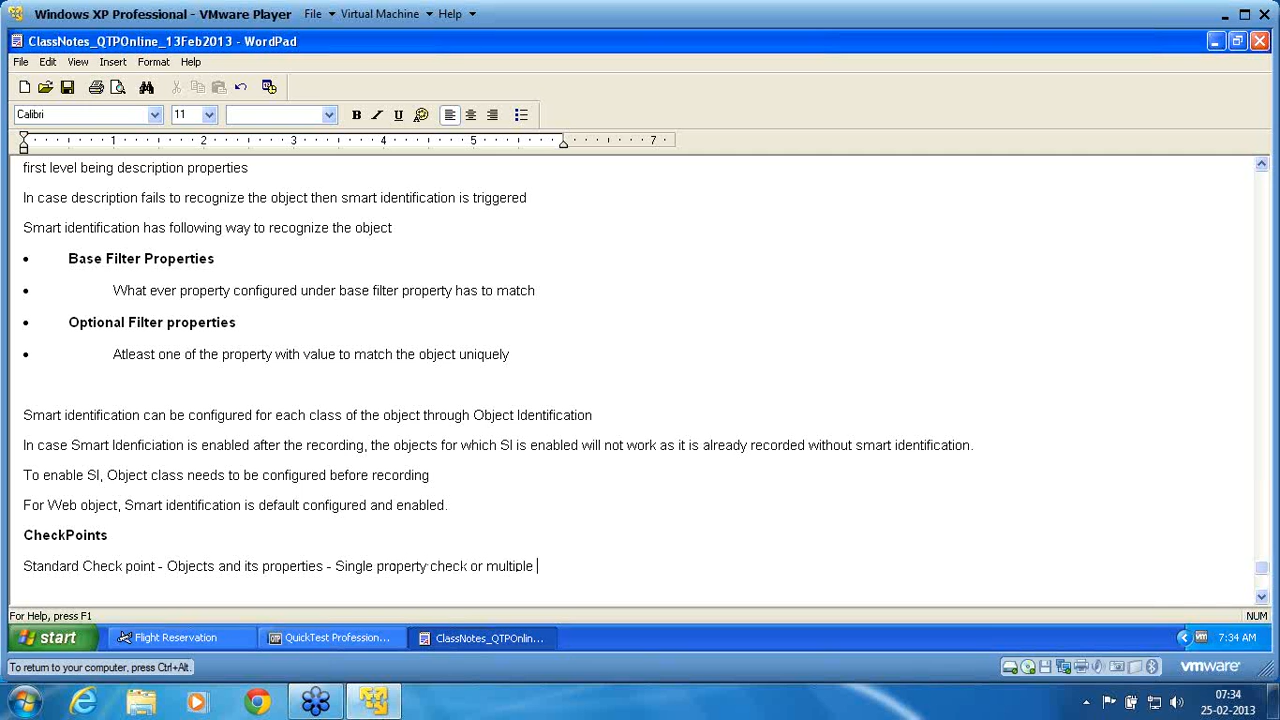 Windows XP Professional - VMware Player File Virtual Machine Help
ClassNotes_QTPOnline_13Feb2013 - WordPad
File Edit View Insert Format Help
Calibri 11
1 2 3 4 5 7
first level being description properties
In case description fails to recognize the object then smart identification is triggered
Smart identification has following way to recognize the object
• Base Filter Properties
• What ever property configured under base filter property has to match
• Optional Filter properties
• Atleast one of the property with value to match the object uniquely
Smart identification can be configured for each class of the object through Object Identification
In case Smart Idenficiation is enabled after the recording, the objects for which SI is enabled will not work as it is already recorded without smart identification.
To enable SI, Object class needs to be configured before recording
For Web object, Smart identification is default configured and enabled.
CheckPoints
Standard Check point - Objects and its properties - Single property check or multiple
For Help, press F1 NUM
start Flight Reservation QuickTest Profession... ClassNotes_QTPOnlin... 7:34 AM
To return to your computer, press Ctrl+Alt. vmware
07:34
25-02-2013